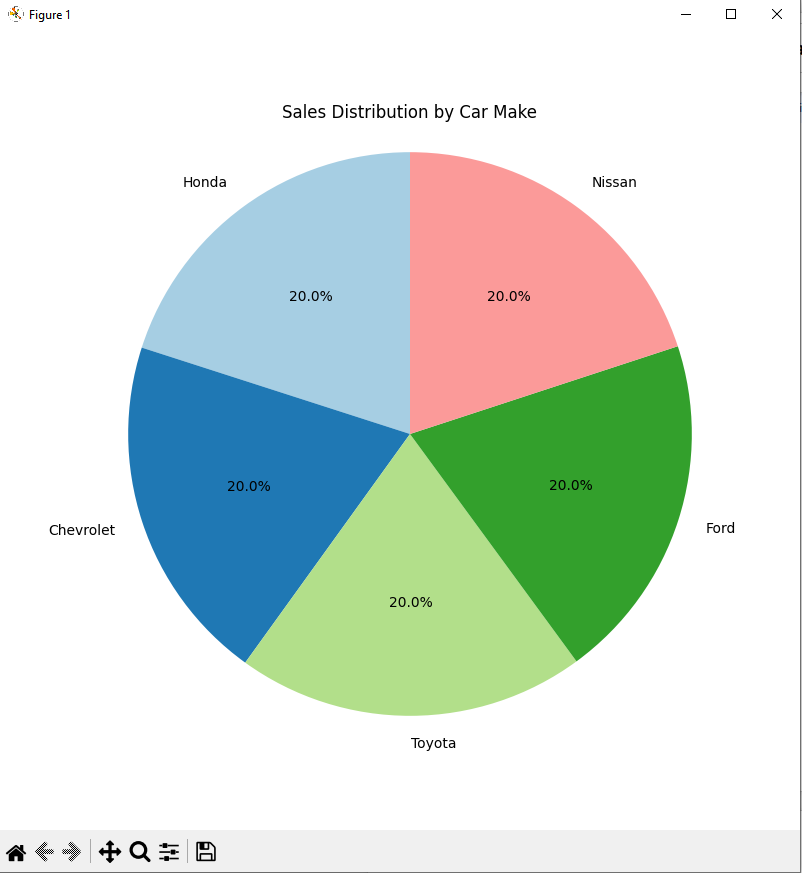 Figure 1
Sales Distribution by Car Make
Honda
Nissan
20.0%
20.0%
20.0%
20.0%
Chevrolet
Ford
20.0%
Toyota